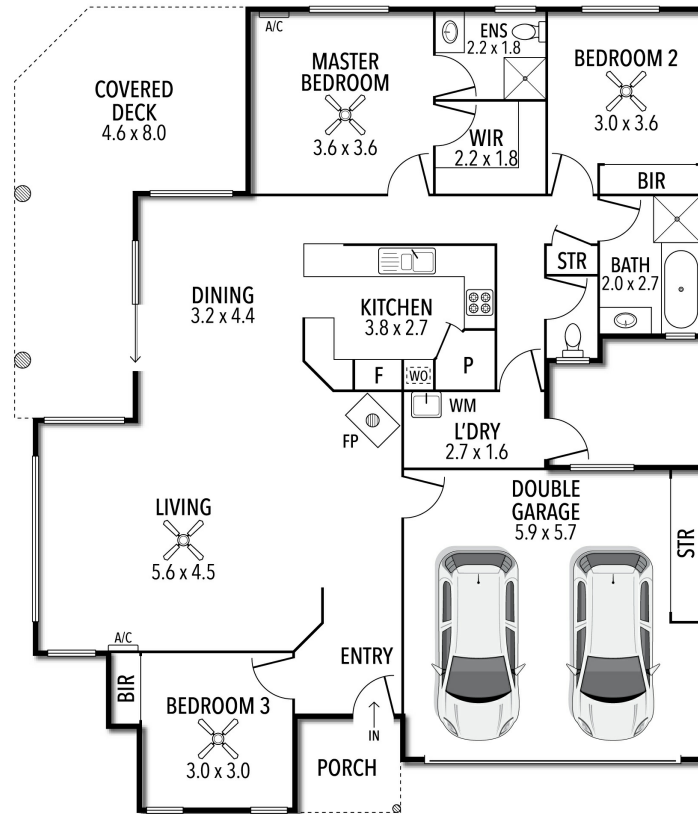 A/C
ENS
2.2 x 1.8
MASTER
BEDROOM
3.6 x 3.6
BEDROOM 2
3.0 x 3.6
COVERED
DECK
4.6 x 8.0
WIR
2.2 x 1.8
BIR
STR
BATH
2.0 x 2.7
DINING
3.2 x 4.4
KITCHEN
3.8 x 2.7
F
WO
P
WM
L'DRY
2.7 x 1.6
FP
DOUBLE
GARAGE
5.9 x 5.7
STR
LIVING
5.6 x 4.5
A/C
ENTRY
BIR
BEDROOM 3
3.0 x 3.0
IN
PORCH